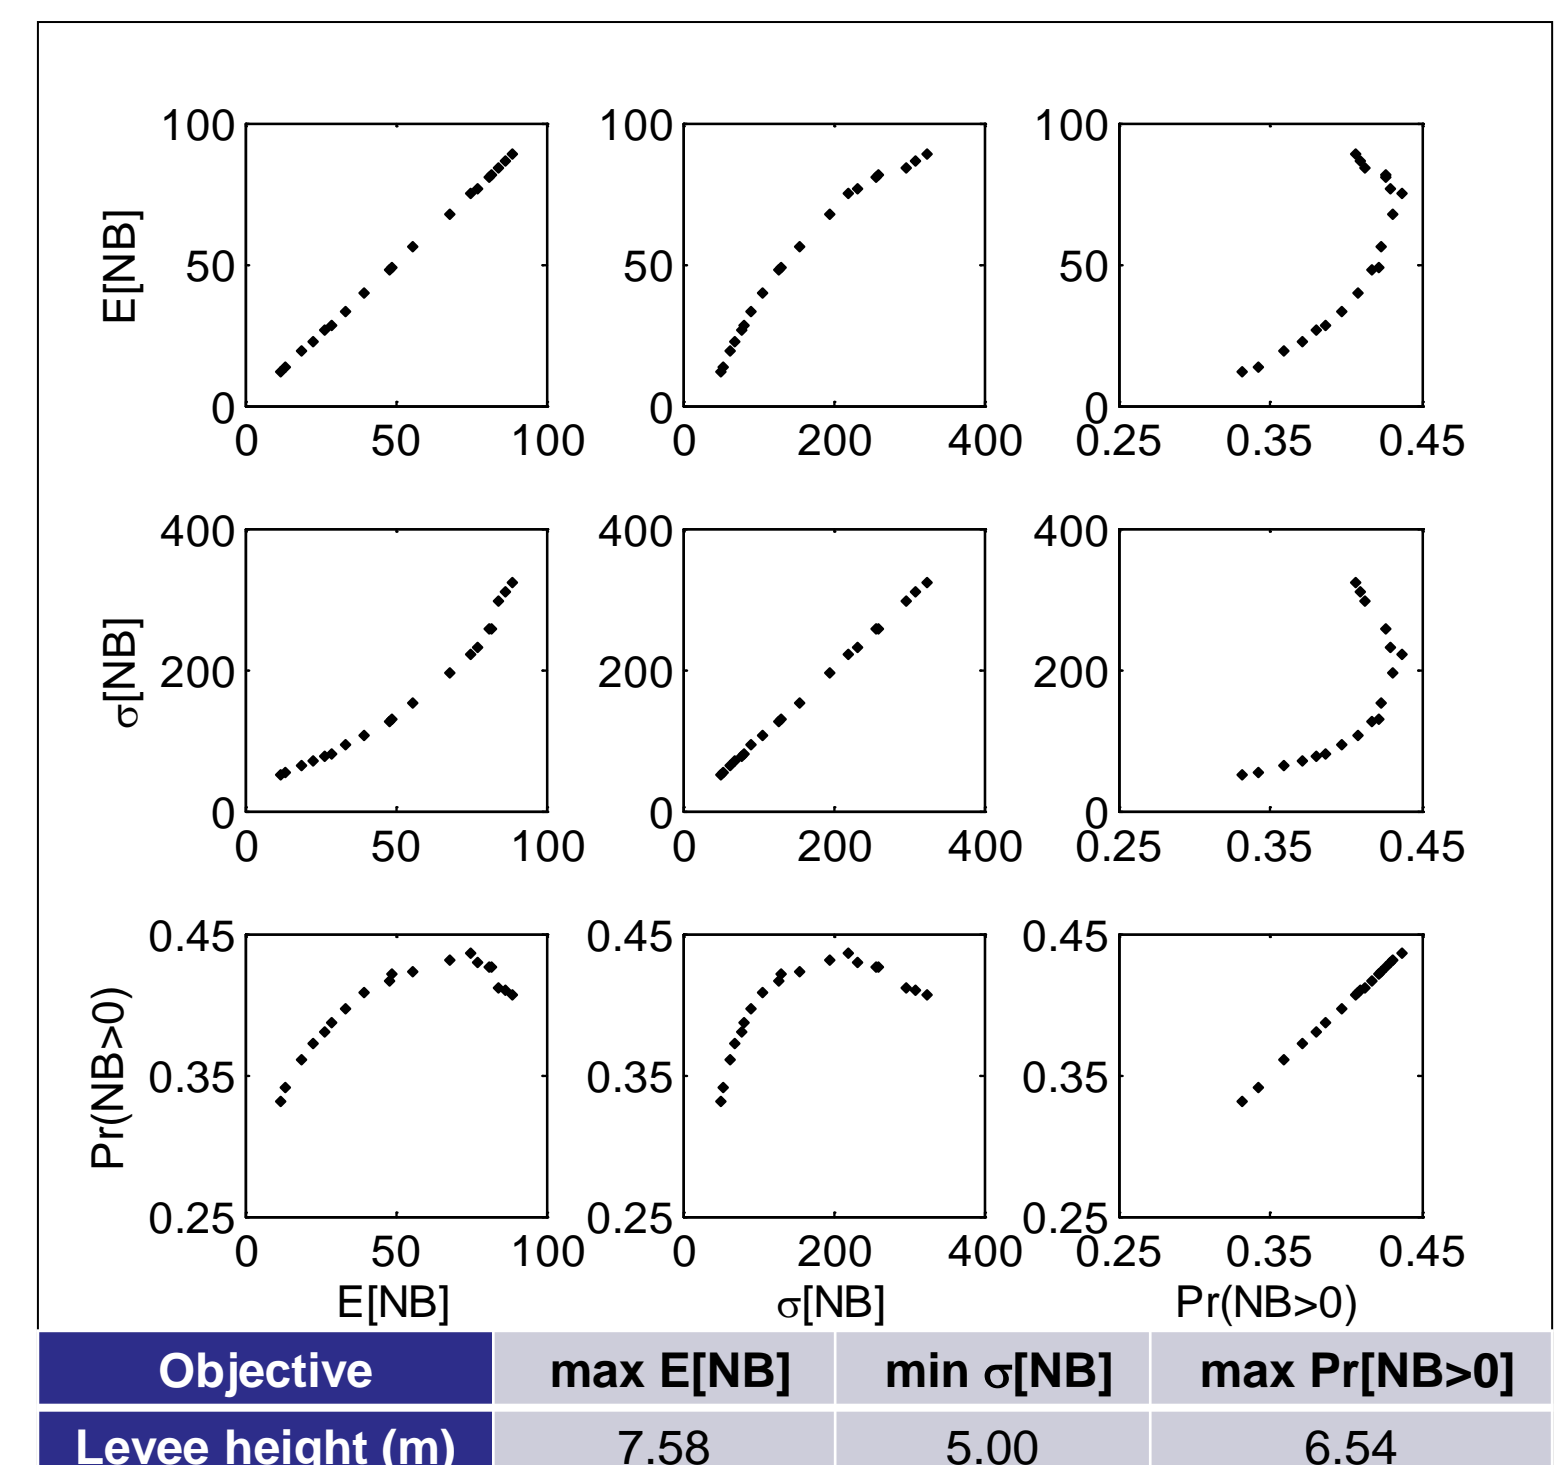 100 100 100
E[NB]
50 50 50
0 0 0
0 50 100 0 200 400 0.25 0.35 0.45
400 400 400
σ[NB]
200 200 200
0 0 0
0 50 100 0 200 400 0.25 0.35 0.45
0.45 0.45 0.45
Pr(NB>0)
0.35 0.35 0.35
0.25 0.25 0.25
0 50 100 0 200 400 0.25 0.35 0.45
E[NB] σ[NB] Pr(NB>0)
Objective max E[NB] min σ[NB] max Pr[NB>0]
Levee height (m) 7.58 5.00 6.54